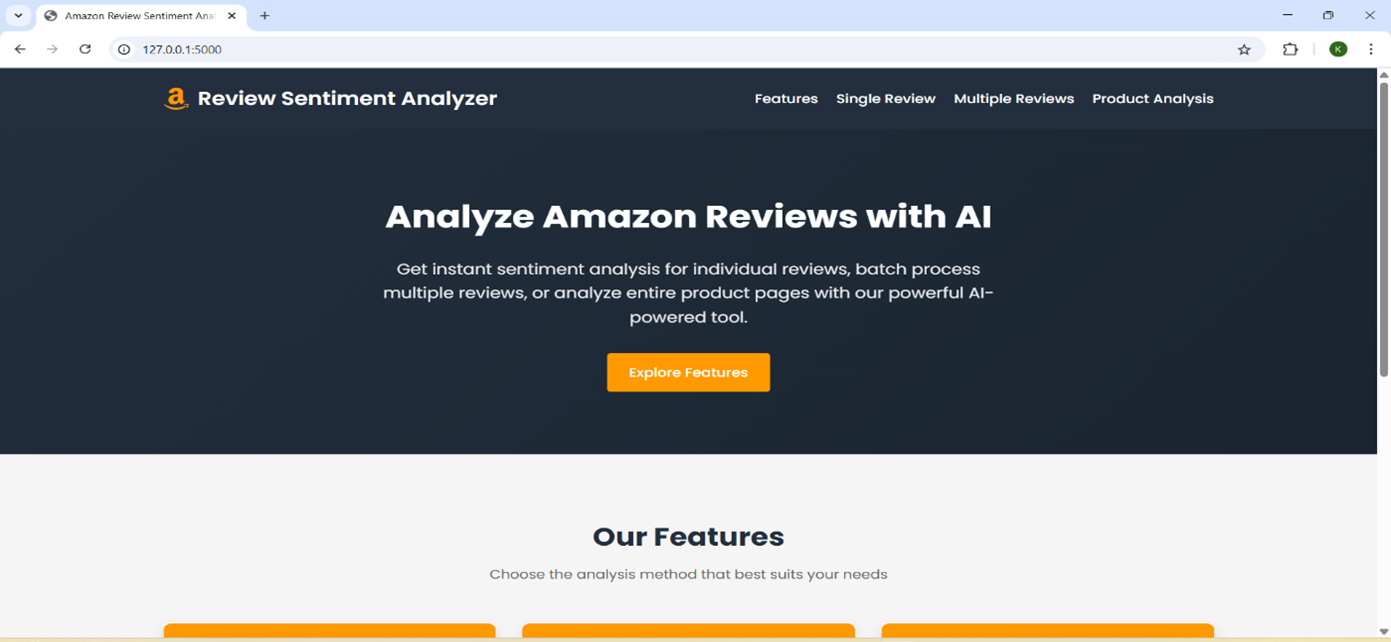 Amazon Review Sentiment Anal
127.0.0.1:5000
K
a Review Sentiment Analyzer
Features Single Review Multiple Reviews Product Analysis
Analyze Amazon Reviews with AI
Get instant sentiment analysis for individual reviews, batch process
multiple reviews, or analyze entire product pages with our powerful AI-
powered tool.
Explore Features
Our Features
Choose the analysis method that best suits your needs